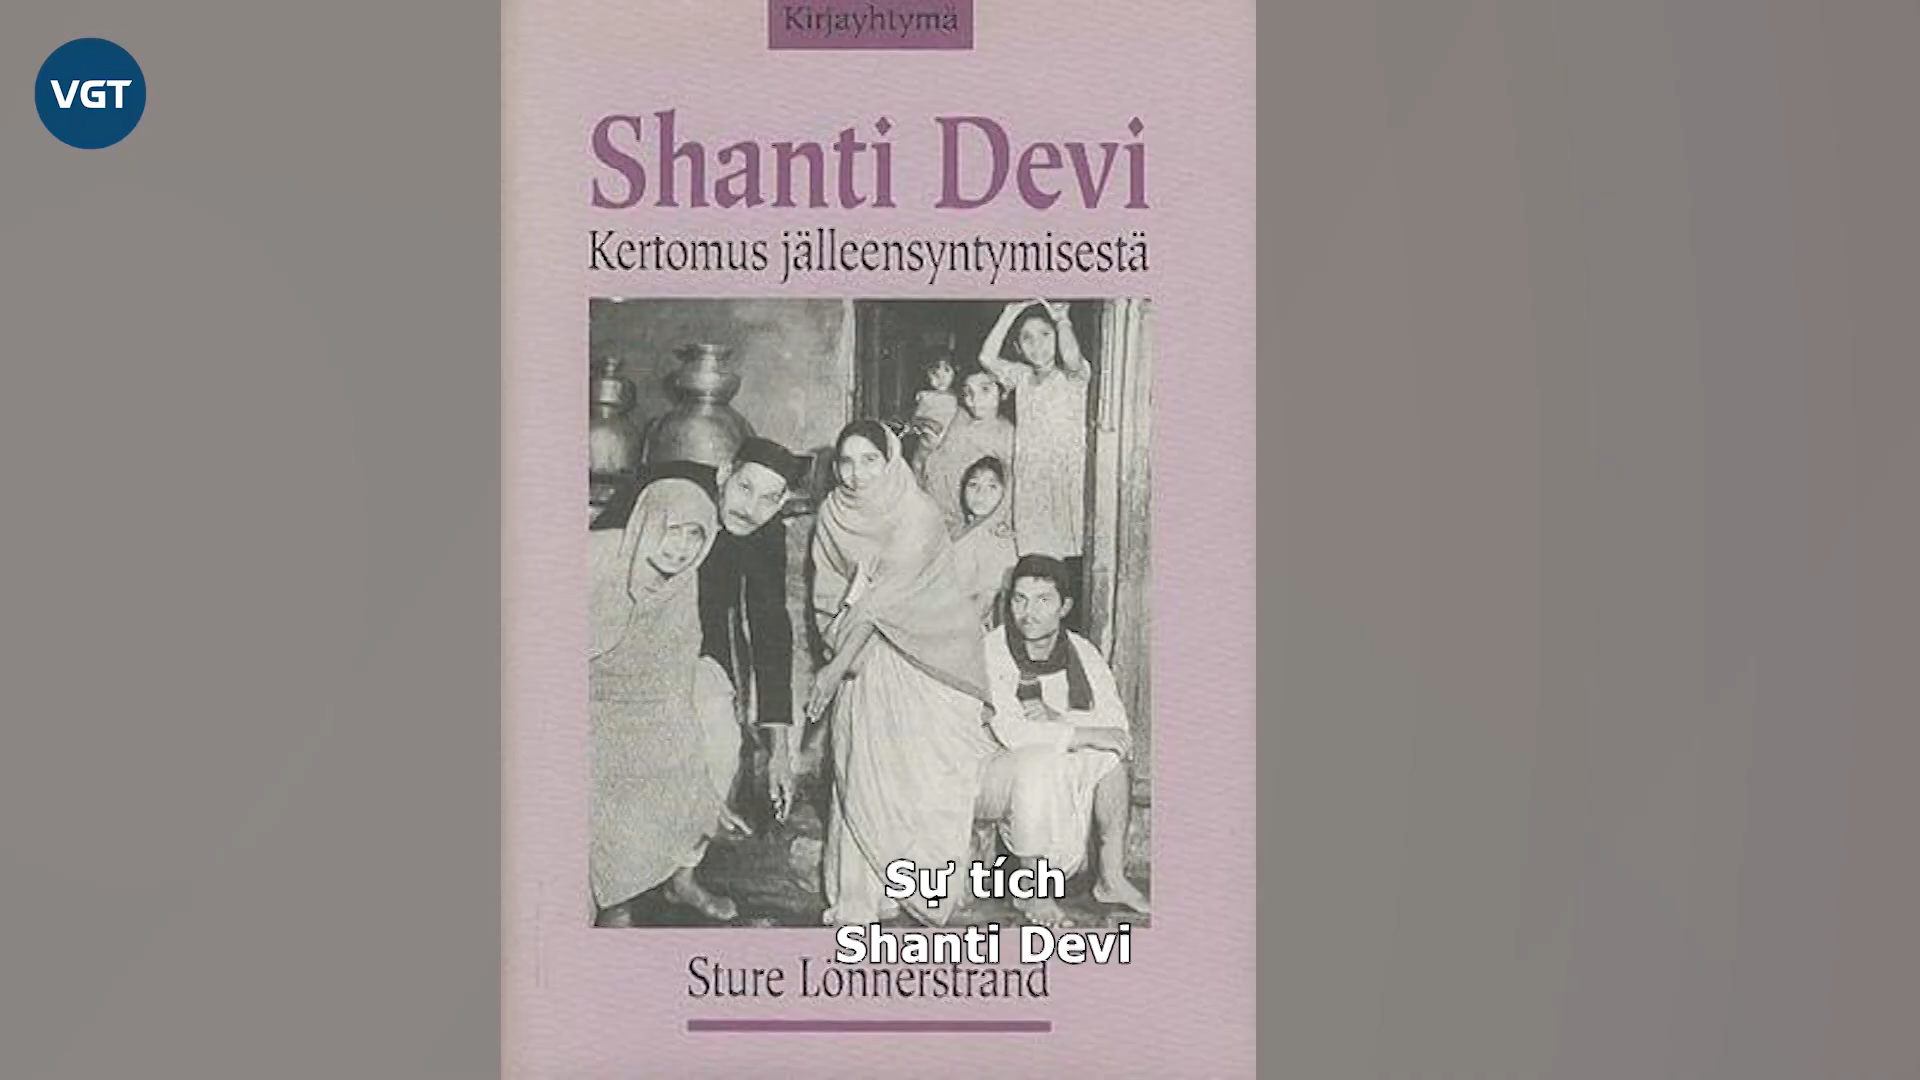 Kirjayhtymä
VGT
Shanti Devi
Kertomus jälleensyntymisestä
Sự tích
Shanti Devi
Sture Lönnerstrand